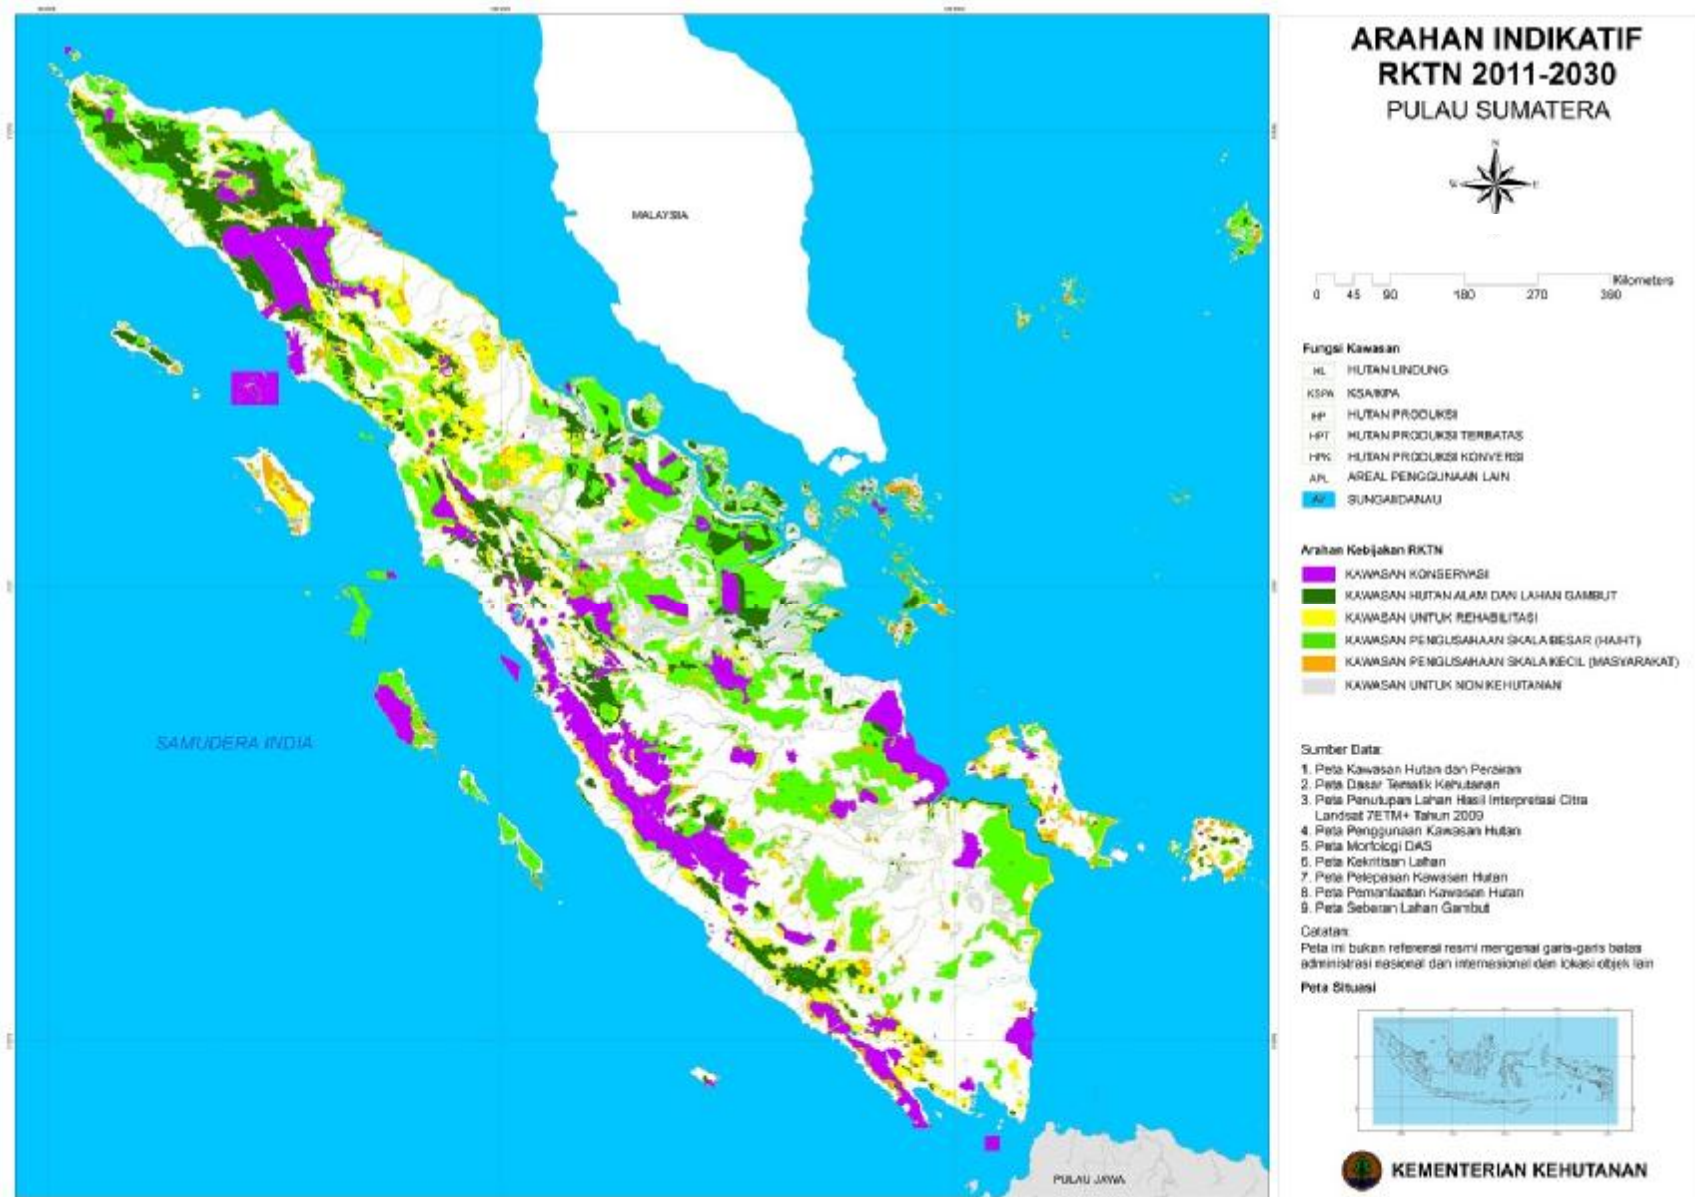 ARAHAN INDIKATIF
RKTN 2011-2030
PULAU SUMATERA
N
W
E
Kilometers
0 45 90 180 270 360
Fungsi Kawasan
HL HUTAN LINDUNG
KSPA KSA/KPA
HP HUTAN PRODUKSI
HPT HUTAN PRODUKSI TERBATAS
HPK HUTAN PRODUKSI KONVERSI
APL AREAL PENGGUNAAN LAIN
SUNGAI/DANAU
Arahan Kebijakan RKTN
KAWASAN KONSERVASI
KAWASAN HUTAN ALAM DAN LAHAN GAMBUT
KAWASAN UNTUK REHABILITASI
KAWASAN PENGUSAHAAN SKALA BESAR (HA/HT)
KAWASAN PENGUSAHAAN SKALA KECIL (MASYARAKAT)
KAWASAN UNTUK NON KEHUTANAN
Sumber Data:
1. Peta Kawasan Hutan dan Perairan
2. Peta Dasar Tematik Kehutanan
3. Peta Penutupan Lahan Hasil Interpretasi Citra
Landsat 7ETM+ Tahun 2009
4. Peta Penggunaan Kawasan Hutan
5. Peta Morfologi DAS
6. Peta Kekritisan Lahan
7. Peta Pelepasan Kawasan Hutan
8. Peta Pemanfaatan Kawasan Hutan
9. Peta Sebaran Lahan Gambut
Catatan:
Peta ini bukan referensi resmi mengenai garis-garis batas
administrasi nasional dan internasional dan lokasi objek lain
Peta Situasi
KEMENTERIAN KEHUTANAN
MALAYSIA
SAMUDERA INDIA
PULAU JAWA